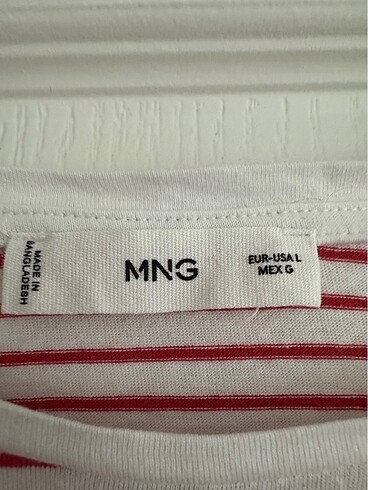 MADE IN
BANGLADESH
MNG
EUR-USA L
MEX G